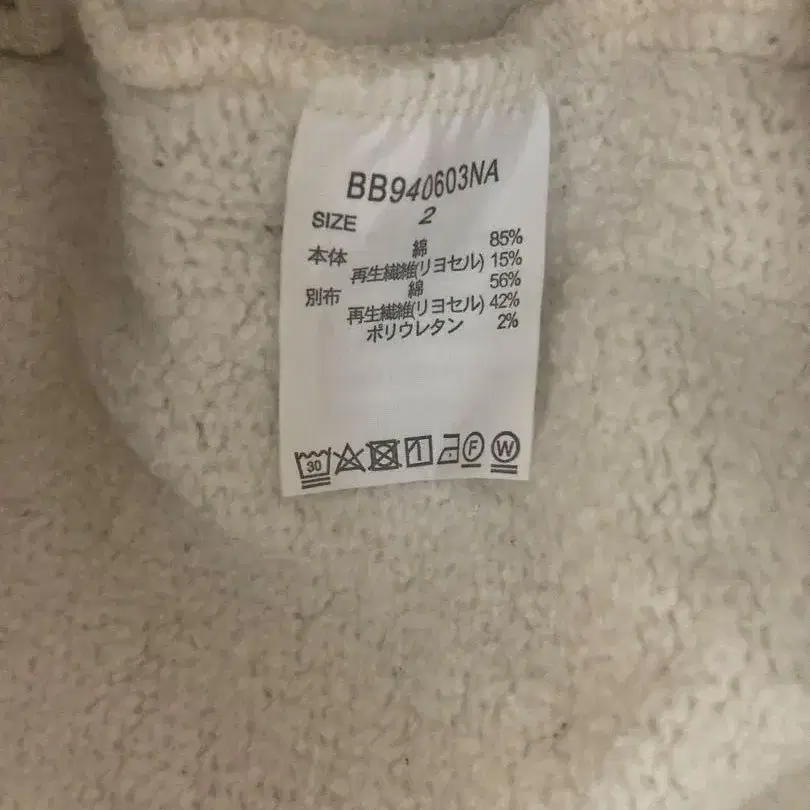 BB940603NA
SIZE 2
本体 綿 85%
再生繊維(リヨセル) 15%
別布 綿 56%
再生繊維(リヨセル) 42%
ポリウレタン 2%
30 F W